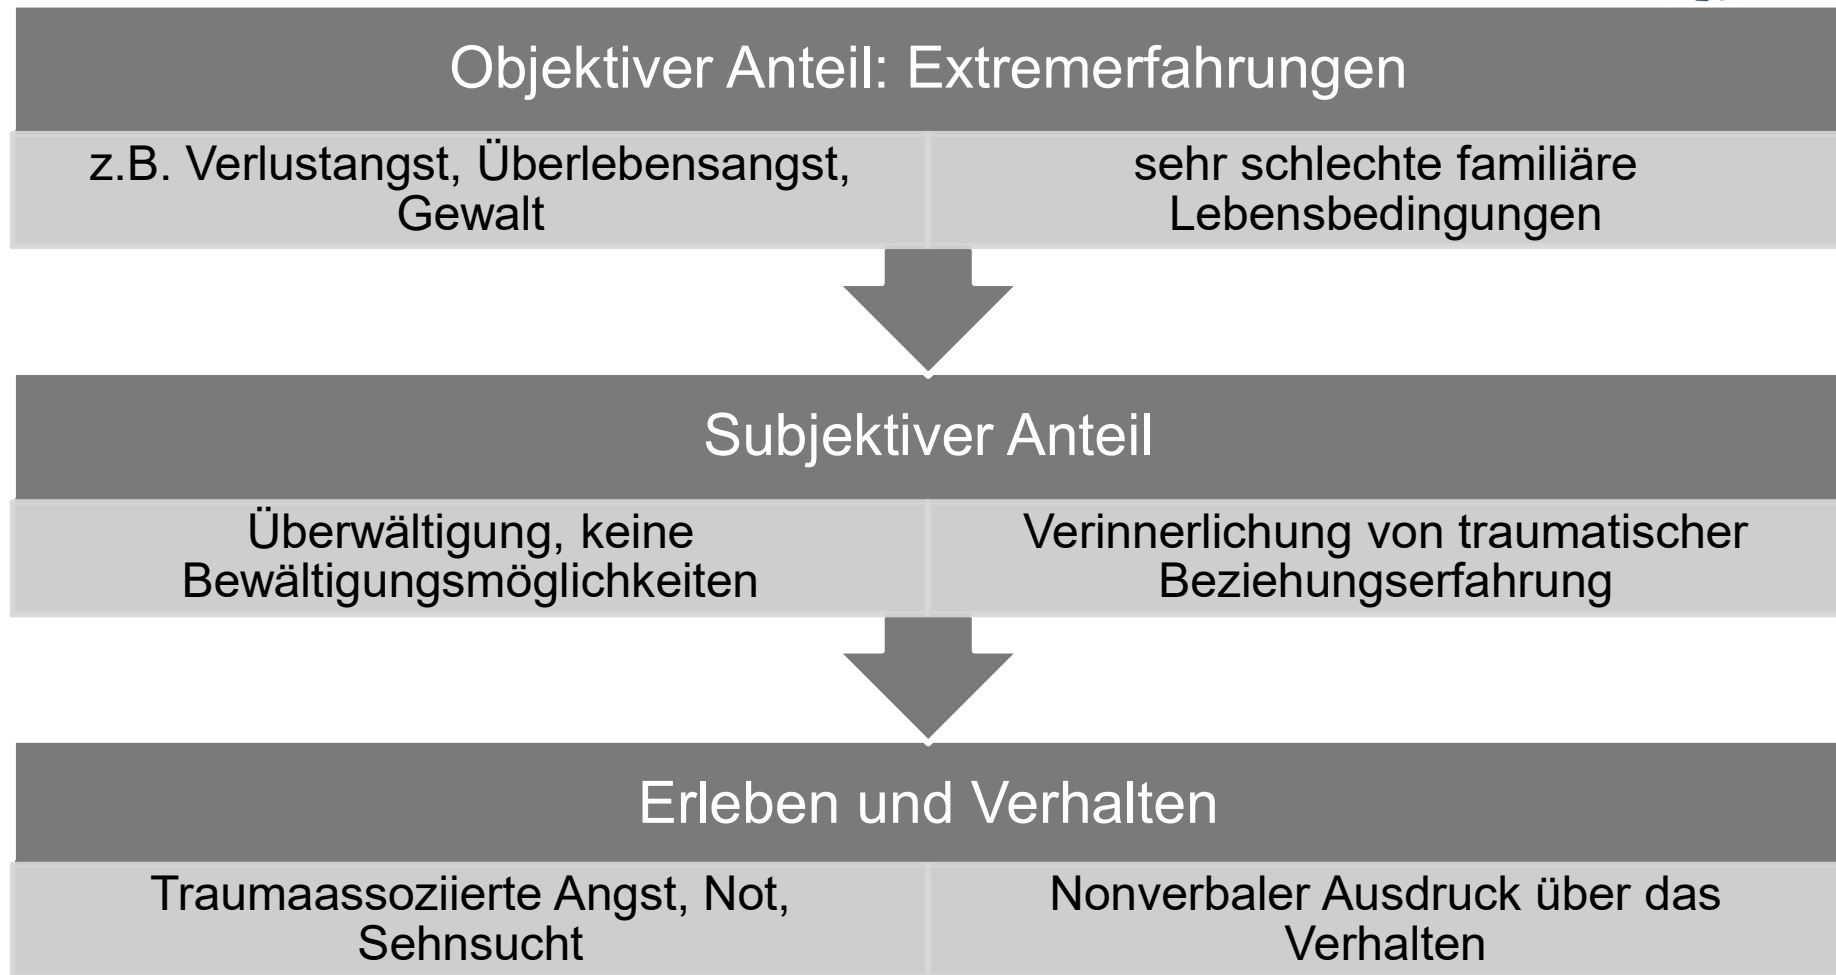 Objektiver Anteil: Extremerfahrungen
z.B. Verlustangst, Überlebensangst,
Gewalt
sehr schlechte familiäre
Lebensbedingungen
Subjektiver Anteil
Überwältigung, keine
Bewältigungsmöglichkeiten
Verinnerlichung von traumatischer
Beziehungserfahrung
Erleben und Verhalten
Traumaassoziierte Angst, Not,
Sehnsucht
Nonverbaler Ausdruck über das
Verhalten